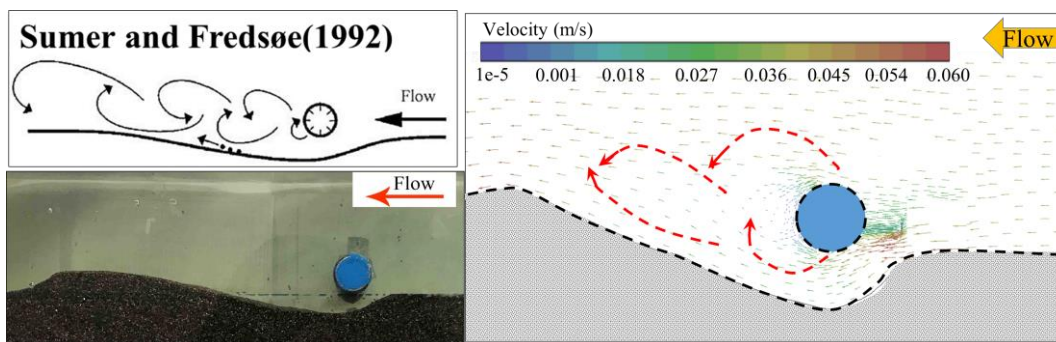 Sumer and Fredsøe(1992)
Flow
Flow
Velocity (m/s)
1e-5 0.001 0.018 0.027 0.036 0.045 0.054 0.060
Flow